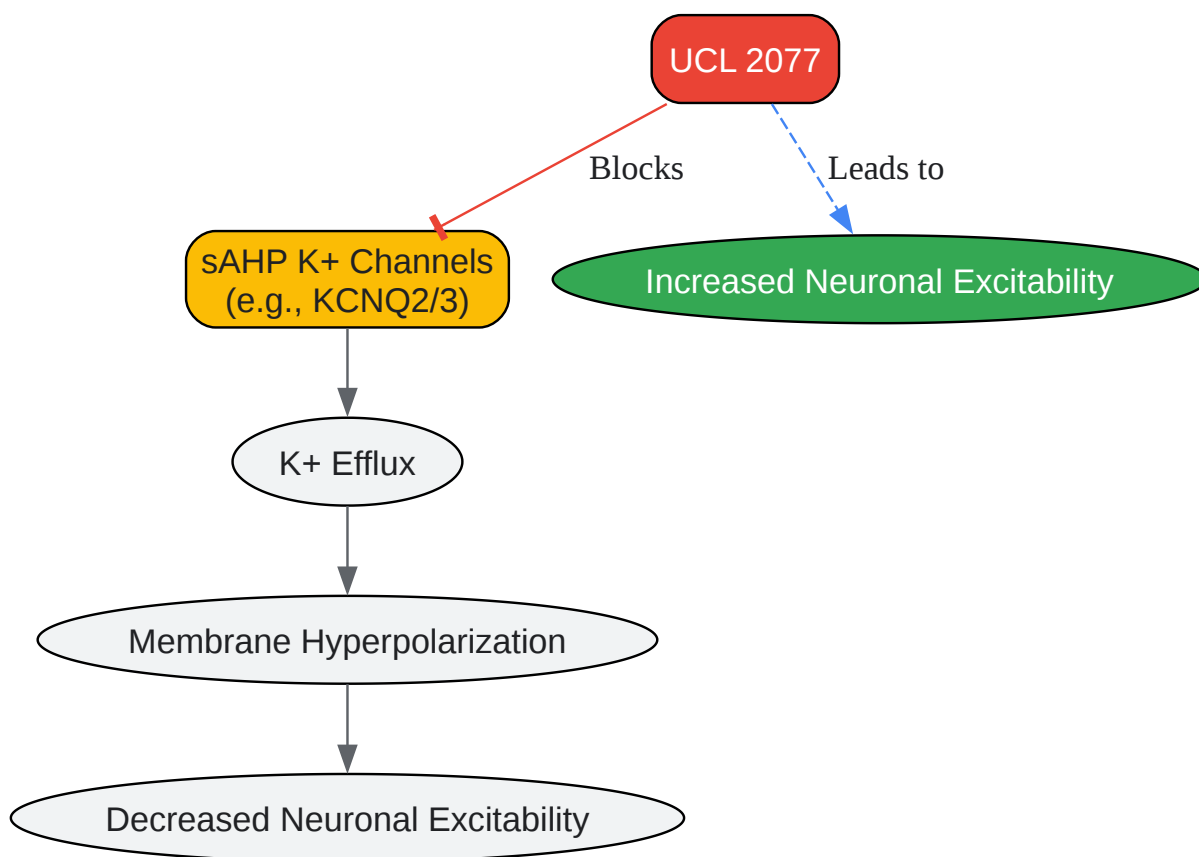 UCL 2077
Blocks
Leads to
sAHP K+ Channels
(e.g., KCNQ2/3)
Increased Neuronal Excitability
K+ Efflux
Membrane Hyperpolarization
Decreased Neuronal Excitability